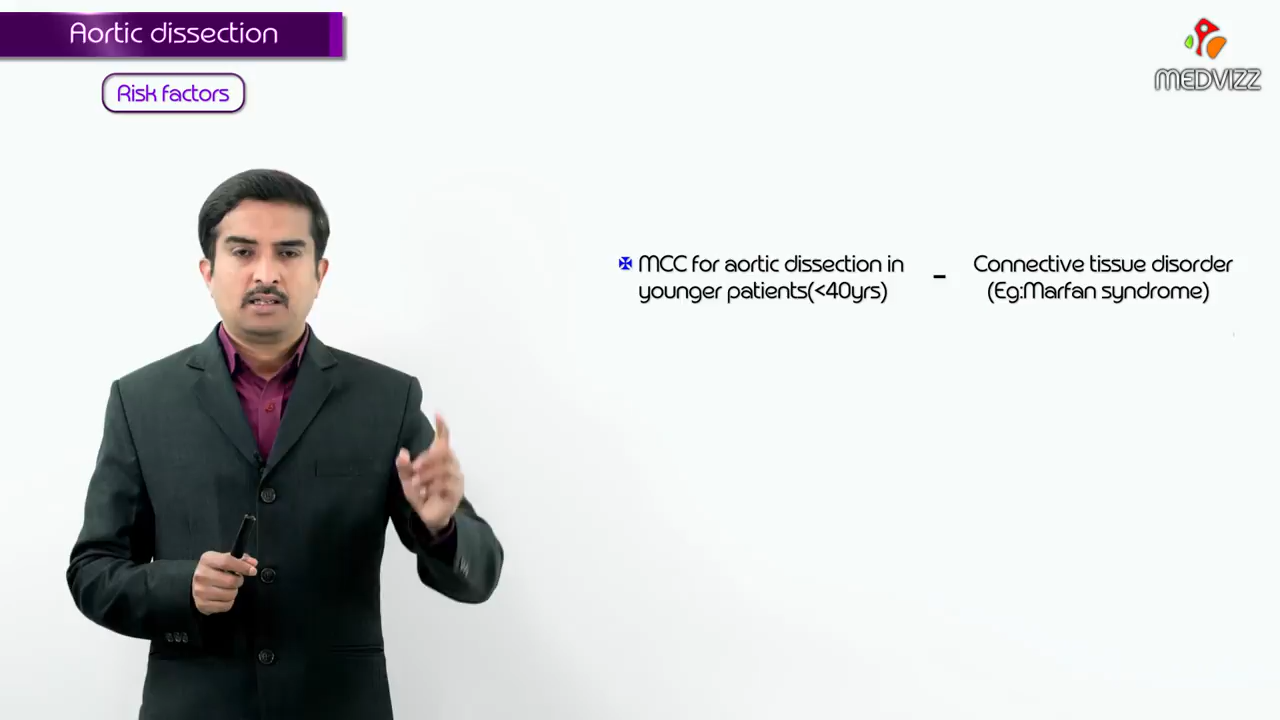 Aortic dissection
MEDVIZZ
Risk factors
MCC for aortic dissection in
younger patients(<40yrs)
-
Connective tissue disorder
(Eg:Marfan syndrome)